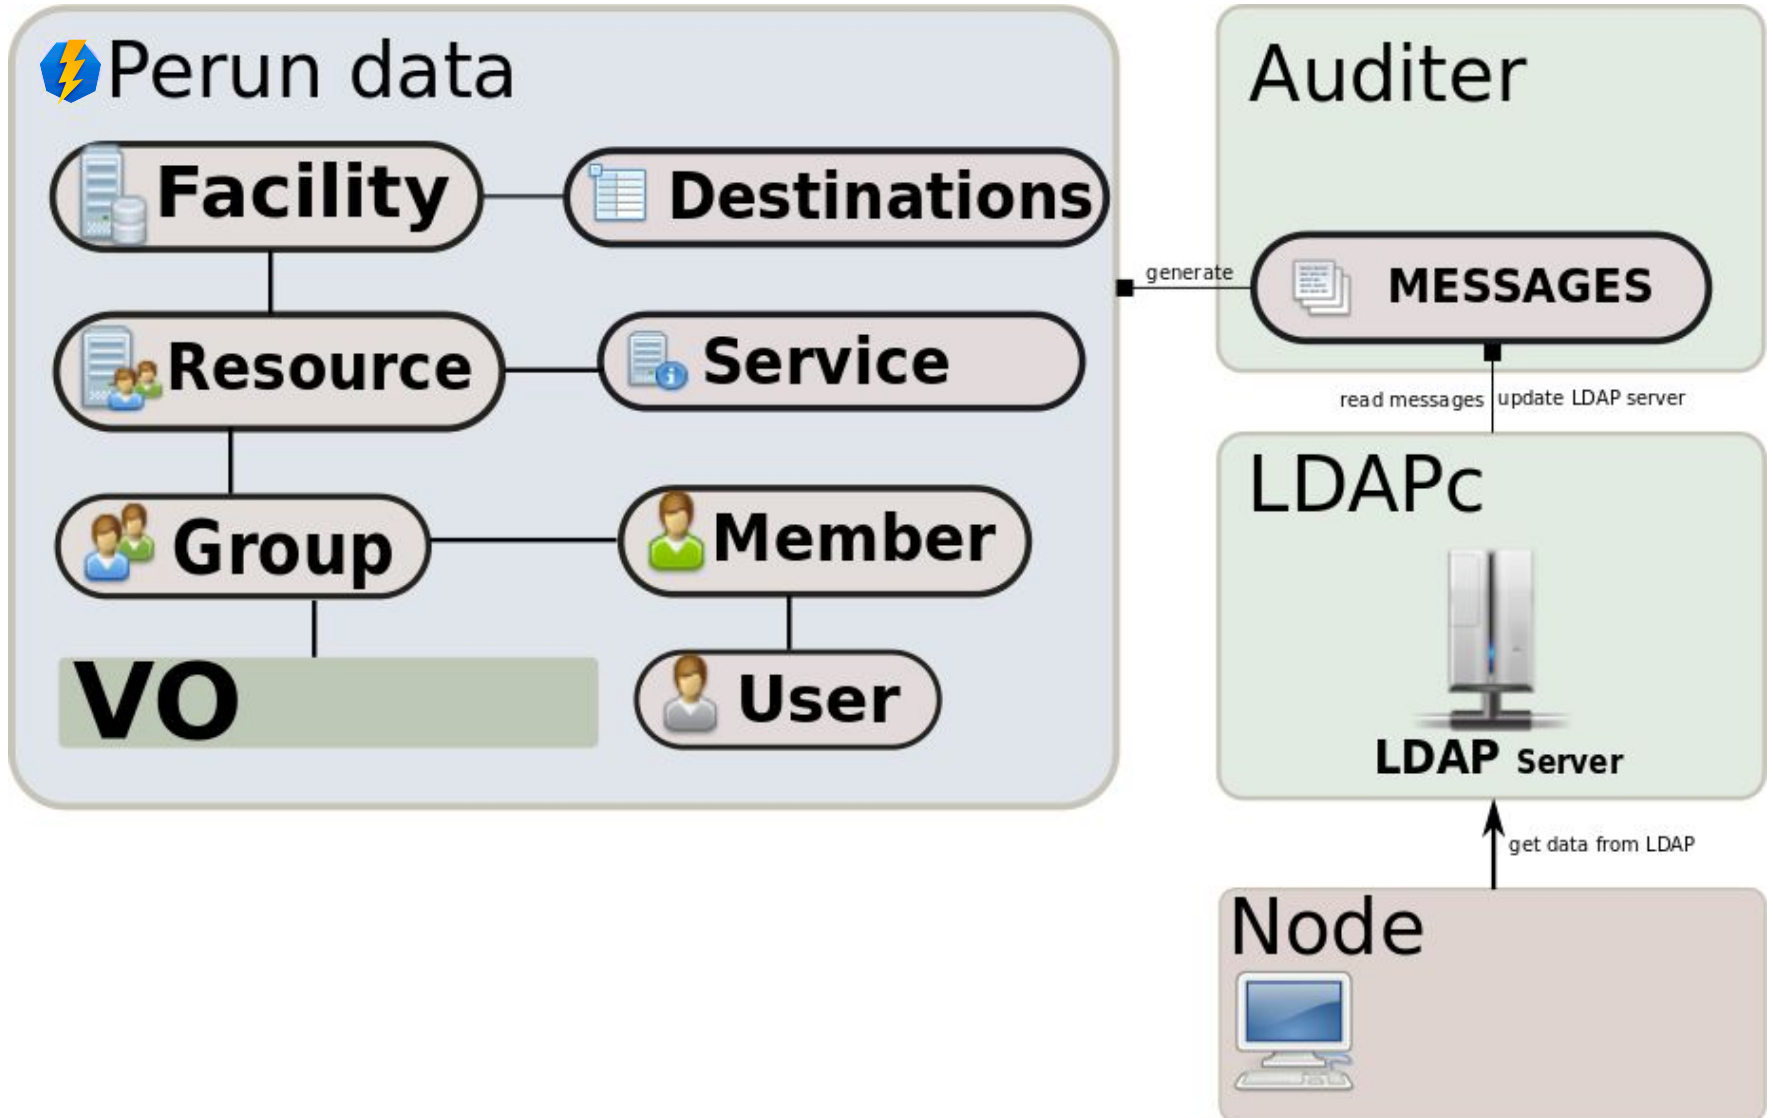 Perun data
Facility
Destinations
Resource
Service
Group
Member
VO
User
Auditer
generate
MESSAGES
read messages
update LDAP server
LDAPc
LDAP Server
get data from LDAP
Node